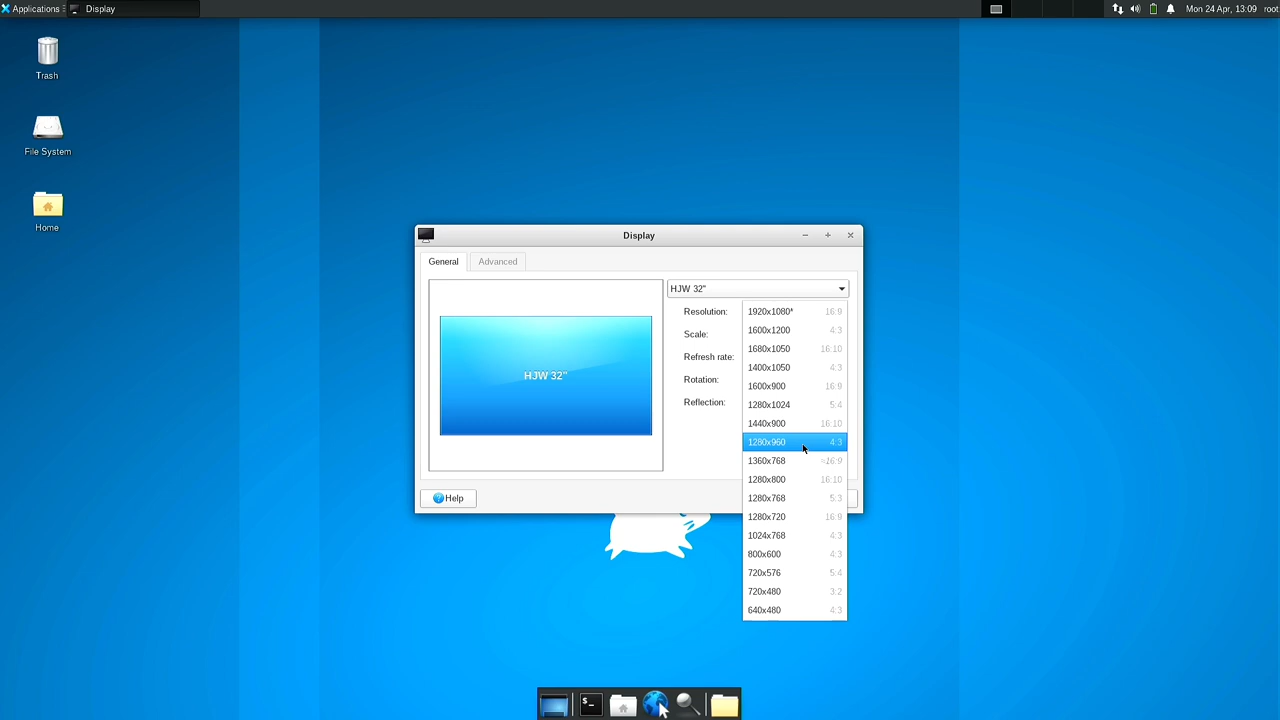 Applications
Display
Mon 24 Apr, 13:09
root
Trash
File System
Home
Display
General
Advanced
HJW 32"
HJW 32"
Resolution:
Scale:
Refresh rate:
Rotation:
Reflection:
1920x1080* 16:9
1600x1200 4:3
1680x1050 16:10
1400x1050 4:3
1600x900 16:9
1280x1024 5:4
1440x900 16:10
1280x960 4:3
1360x768 ≈16:9
1280x800 16:10
1280x768 5:3
1280x720 16:9
1024x768 4:3
800x600 4:3
720x576 5:4
720x480 3:2
640x480 4:3
Help
$-